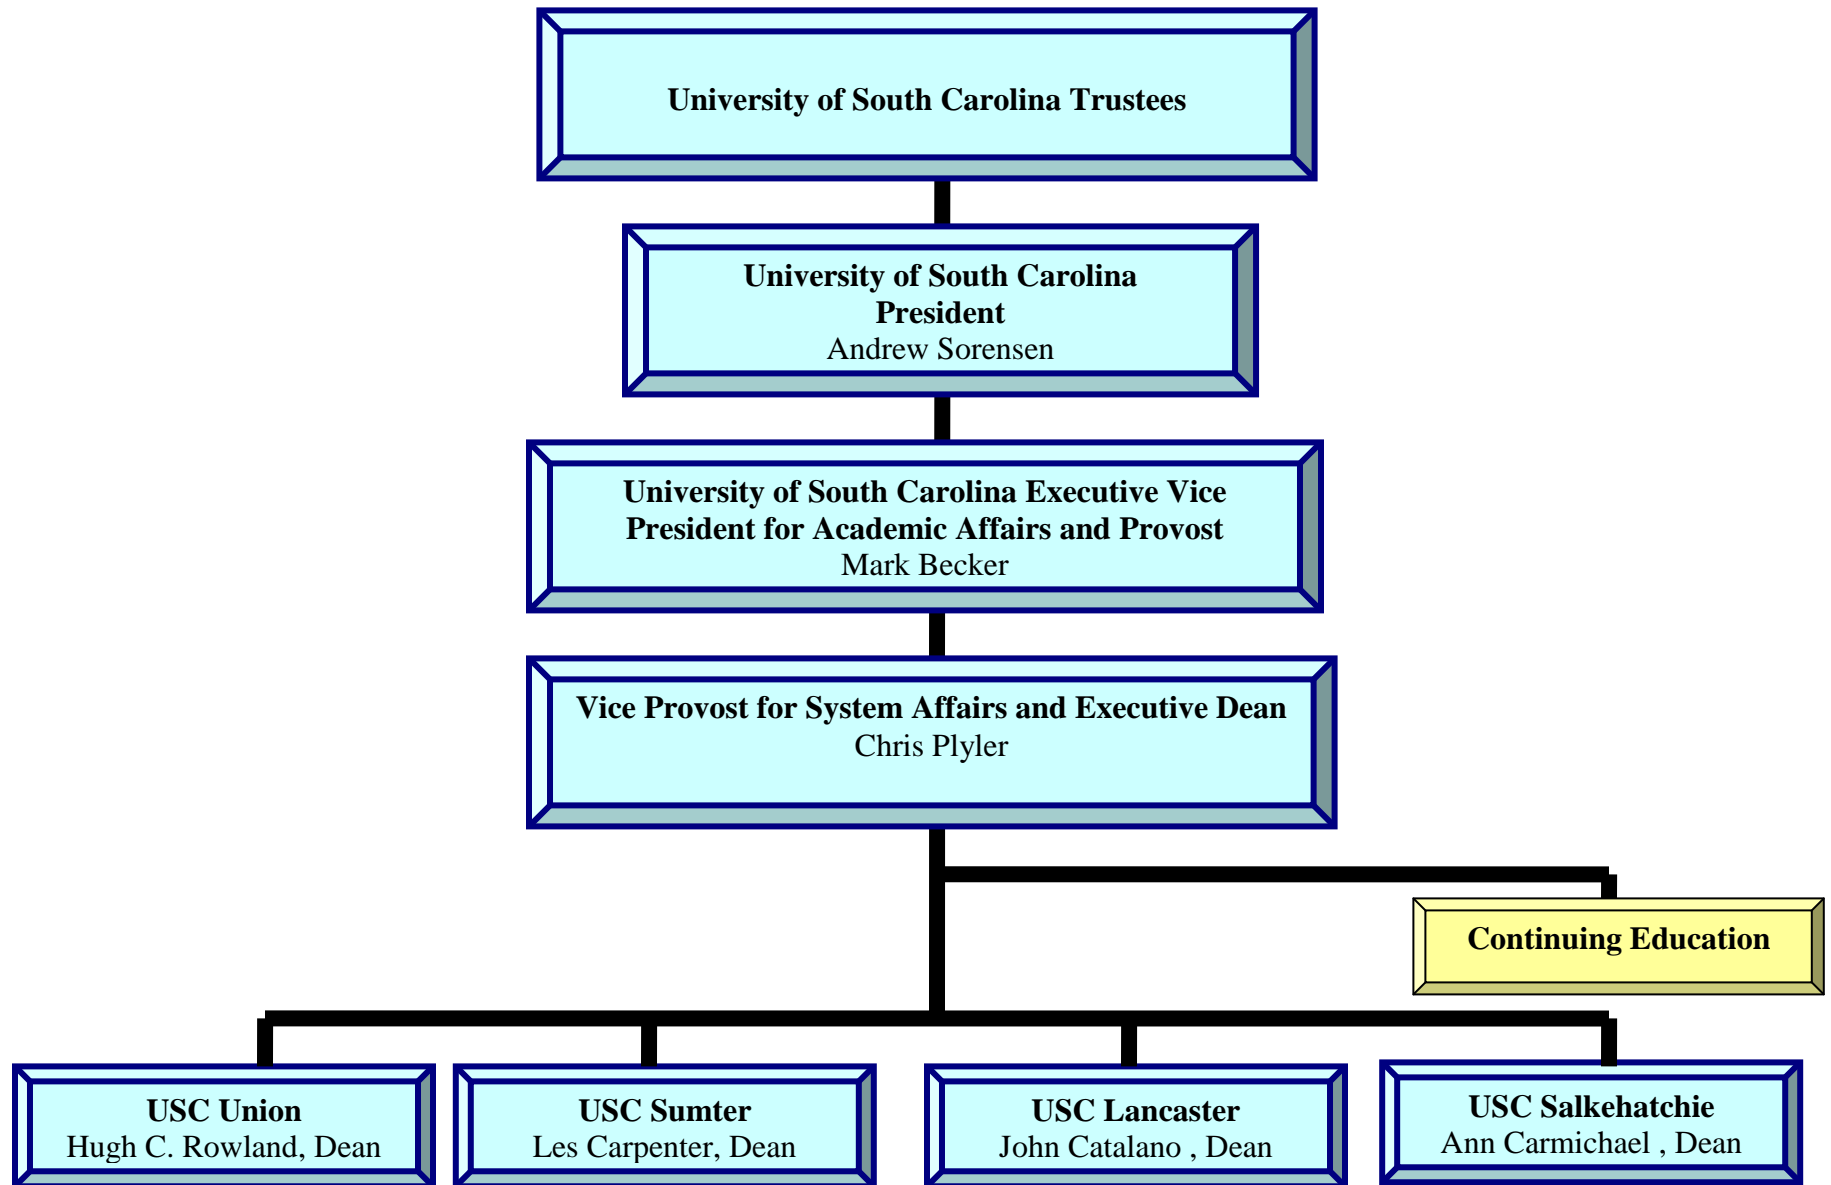 University of South Carolina Trustees
University of South Carolina
President
Andrew Sorensen
University of South Carolina Executive Vice
President for Academic Affairs and Provost
Mark Becker
Vice Provost for System Affairs and Executive Dean
Chris Plyler
Continuing Education
USC Union
Hugh C. Rowland, Dean
USC Sumter
Les Carpenter, Dean
USC Lancaster
John Catalano , Dean
USC Salkehatchie
Ann Carmichael , Dean